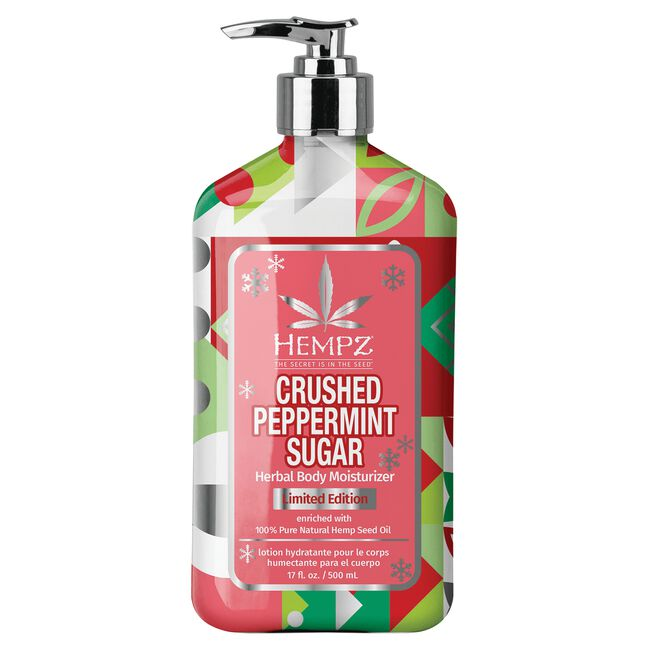 HEMPZ
THE SECRET IS IN THE SEED
CRUSHED
PEPPERMINT
SUGAR
Herbal Body Moisturizer
Limited Edition
enriched with
100% Pure Natural Hemp Seed Oil
lotion hydratante pour le corps
humectante para el cuerpo
17 fl. oz. / 500 mL